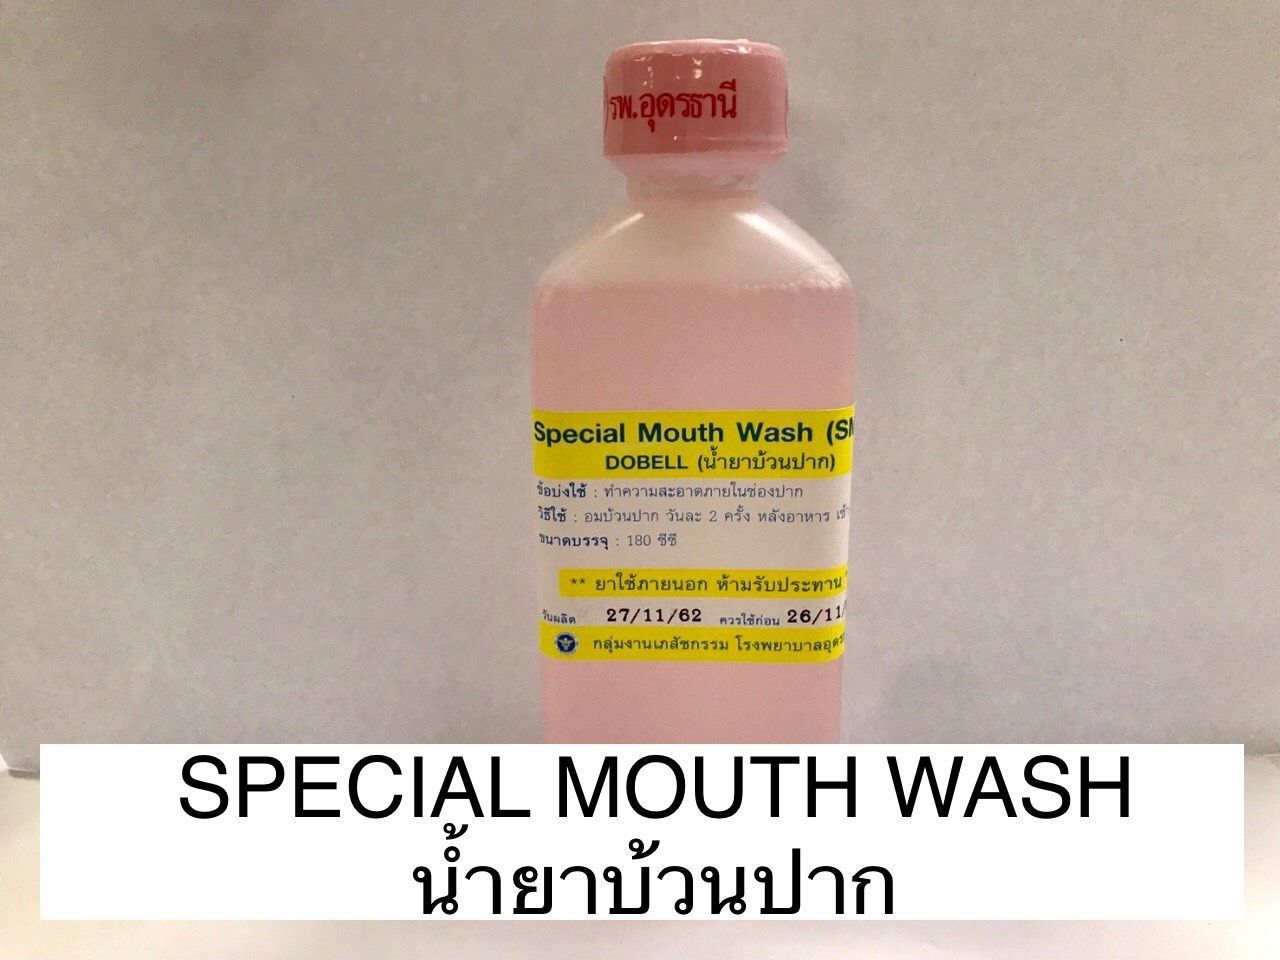 รพ.อุดรธานี
Special Mouth Wash (SM
DOBELL (น้ำยาบ้วนปาก)
ข้อบ่งใช้ : ทำความสะอาดภายในช่องปาก
วิธีใช้ : อมบ้วนปาก วันละ 2 ครั้ง หลังอาหาร
ขนาดบรรจุ : 180 ซีซี
** ยาใช้ภายนอก ห้ามรับประทาน
วันผลิต 27/11/62 ควรใช้ก่อน 26/11/
กลุ่มงานเภสัชกรรม โรงพยาบาลอุดร
SPECIAL MOUTH WASH
น้ำยาบ้วนปาก